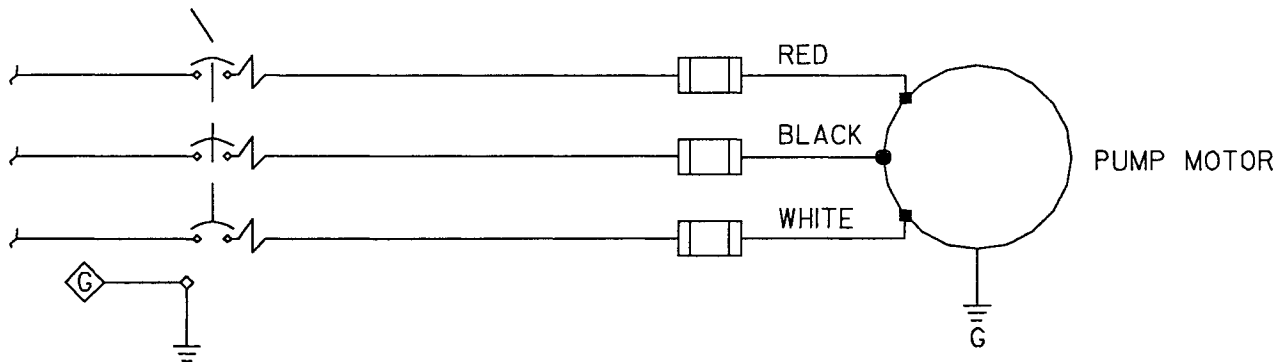 RED
BLACK
PUMP MOTOR
WHITE
G
G